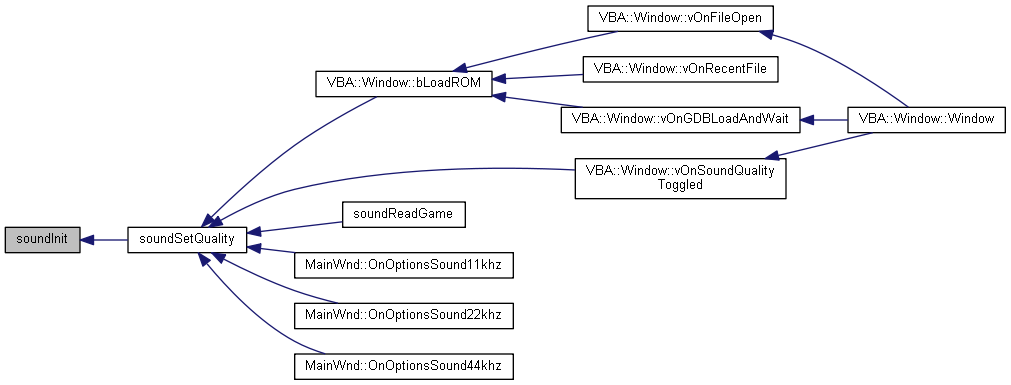 VBA::Window::vOnFileOpen
VBA::Window::bLoadROM
VBA::Window::vOnRecentFile
VBA::Window::vOnGDBLoadAndWait
VBA::Window::Window
VBA::Window::vOnSoundQuality
Toggled
soundInit
soundSetQuality
soundReadGame
MainWnd::OnOptionsSound11khz
MainWnd::OnOptionsSound22khz
MainWnd::OnOptionsSound44khz